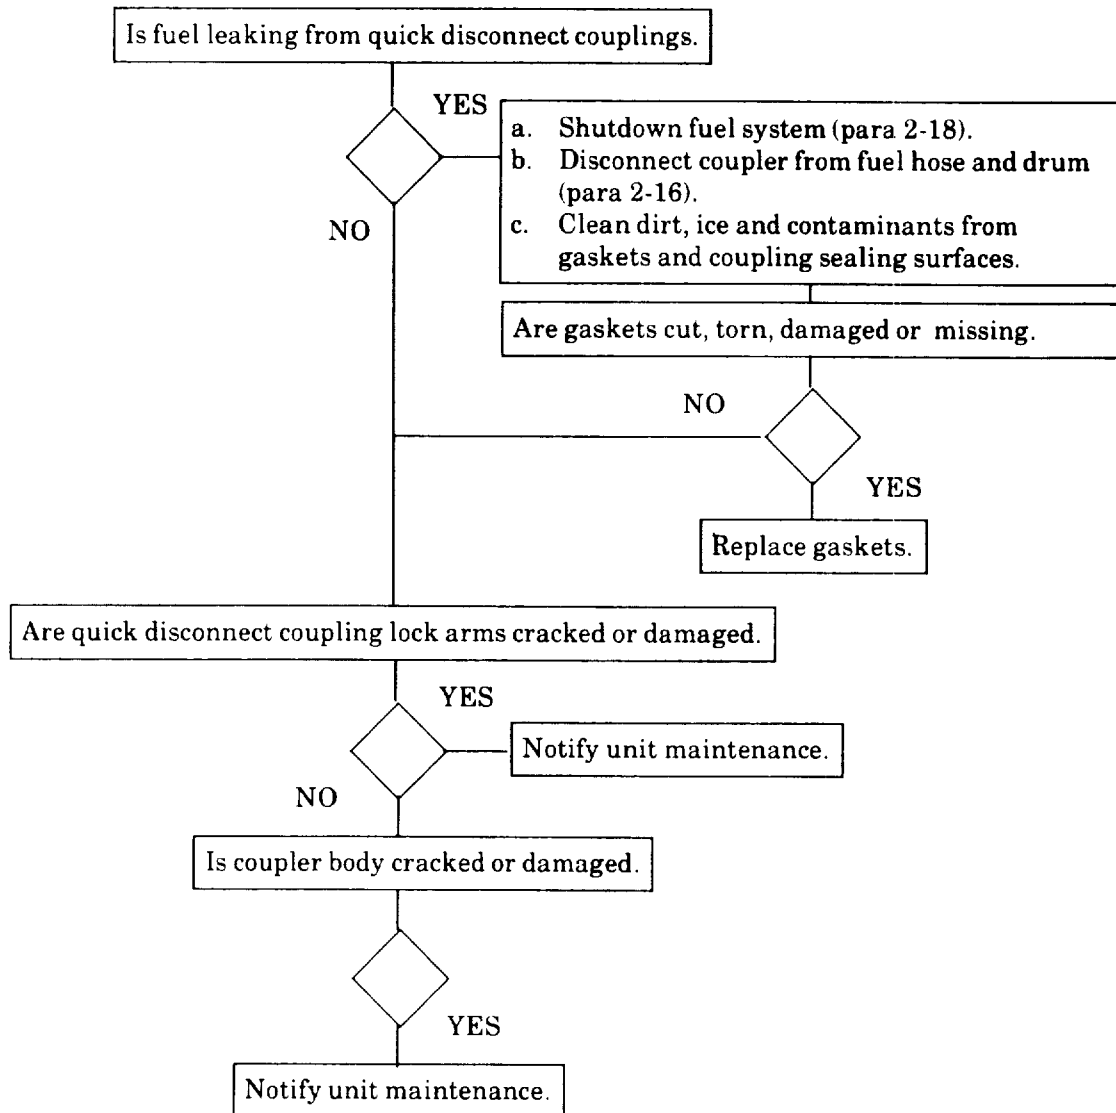 Is fuel leaking from quick disconnect couplings.
YES
a. Shutdown fuel system (para 2-18).
b. Disconnect coupler from fuel hose and drum
(para 2-16).
c. Clean dirt, ice and contaminants from
gaskets and coupling sealing surfaces.
NO
Are gaskets cut, torn, damaged or missing.
NO
YES
Replace gaskets.
Are quick disconnect coupling lock arms cracked or damaged.
YES
Notify unit maintenance.
NO
Is coupler body cracked or damaged.
YES
Notify unit maintenance.